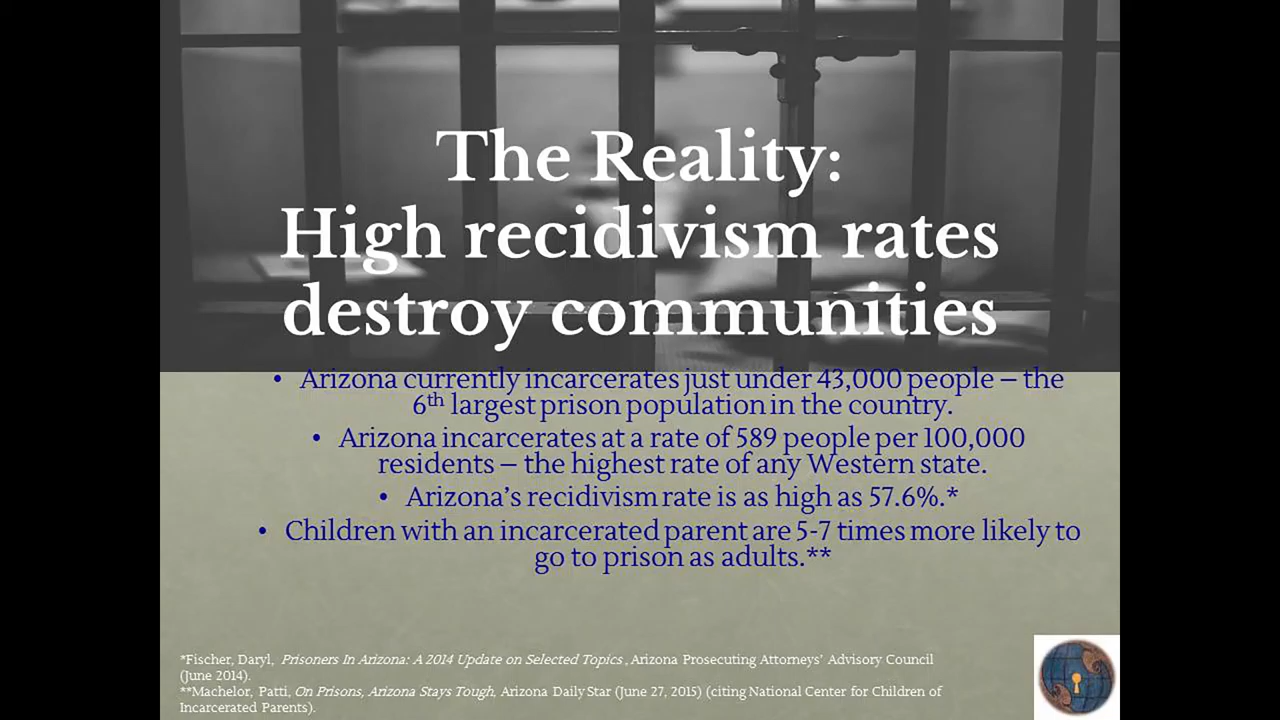 The Reality:
High recidivism rates
destroy communities
• Arizona currently incarcerates just under 43,000 people – the
6th largest prison population in the country.
• Arizona incarcerates at a rate of 589 people per 100,000
residents – the highest rate of any Western state.
• Arizona’s recidivism rate is as high as 57.6%.*
• Children with an incarcerated parent are 5-7 times more likely to
go to prison as adults.**
*Fischer, Daryl, Prisoners In Arizona: A 2014 Update on Selected Topics, Arizona Prosecuting Attorneys’ Advisory Council
(June 2014).
**Machelor, Patti, On Prisons, Arizona Stays Tough, Arizona Daily Star (June 27, 2015) (citing National Center for Children of
Incarcerated Parents).